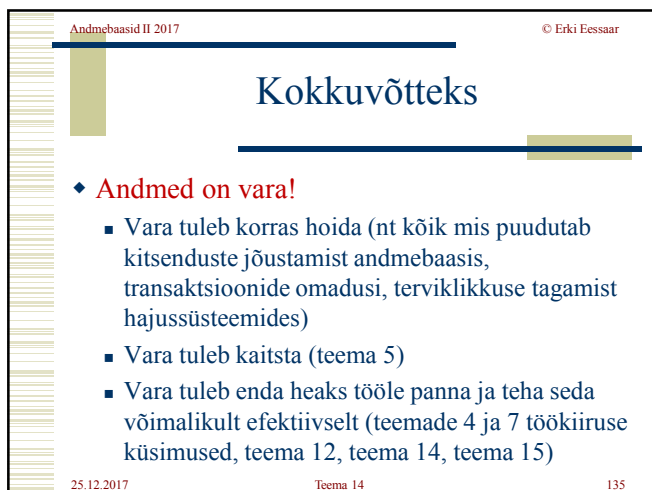 Andmebaasid II 2017 © Erki Eessaar
Kokkuvõtteks
Andmed on vara!
Vara tuleb korras hoida (nt kõik mis puudutab
kitsenduste jõustamist andmebaasis,
transaktsioonide omadusi, terviklikkuse tagamist
hajussüsteemides)
Vara tuleb kaitsta (teema 5)
Vara tuleb enda heaks tööle panna ja teha seda
võimalikult efektiivselt (teemade 4 ja 7 töökiiruse
küsimused, teema 12, teema 14, teema 15)
25.12.2017 Teema 14 135